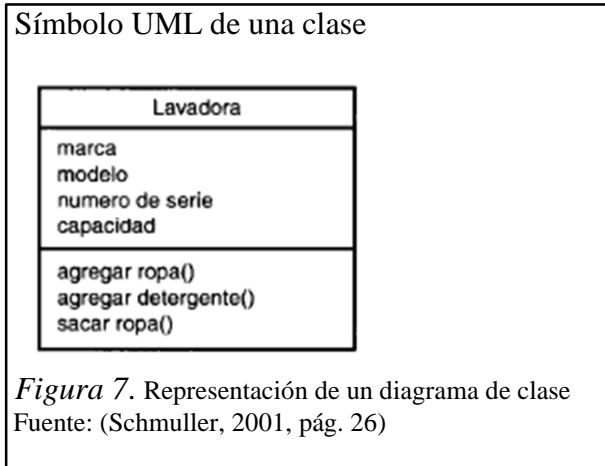 Símbolo UML de una clase
Lavadora
marca
modelo
numero de serie
capacidad
agregar ropa()
agregar detergente()
sacar ropa()
Figura 7. Representación de un diagrama de clase
Fuente: (Schmuller, 2001, pág. 26)